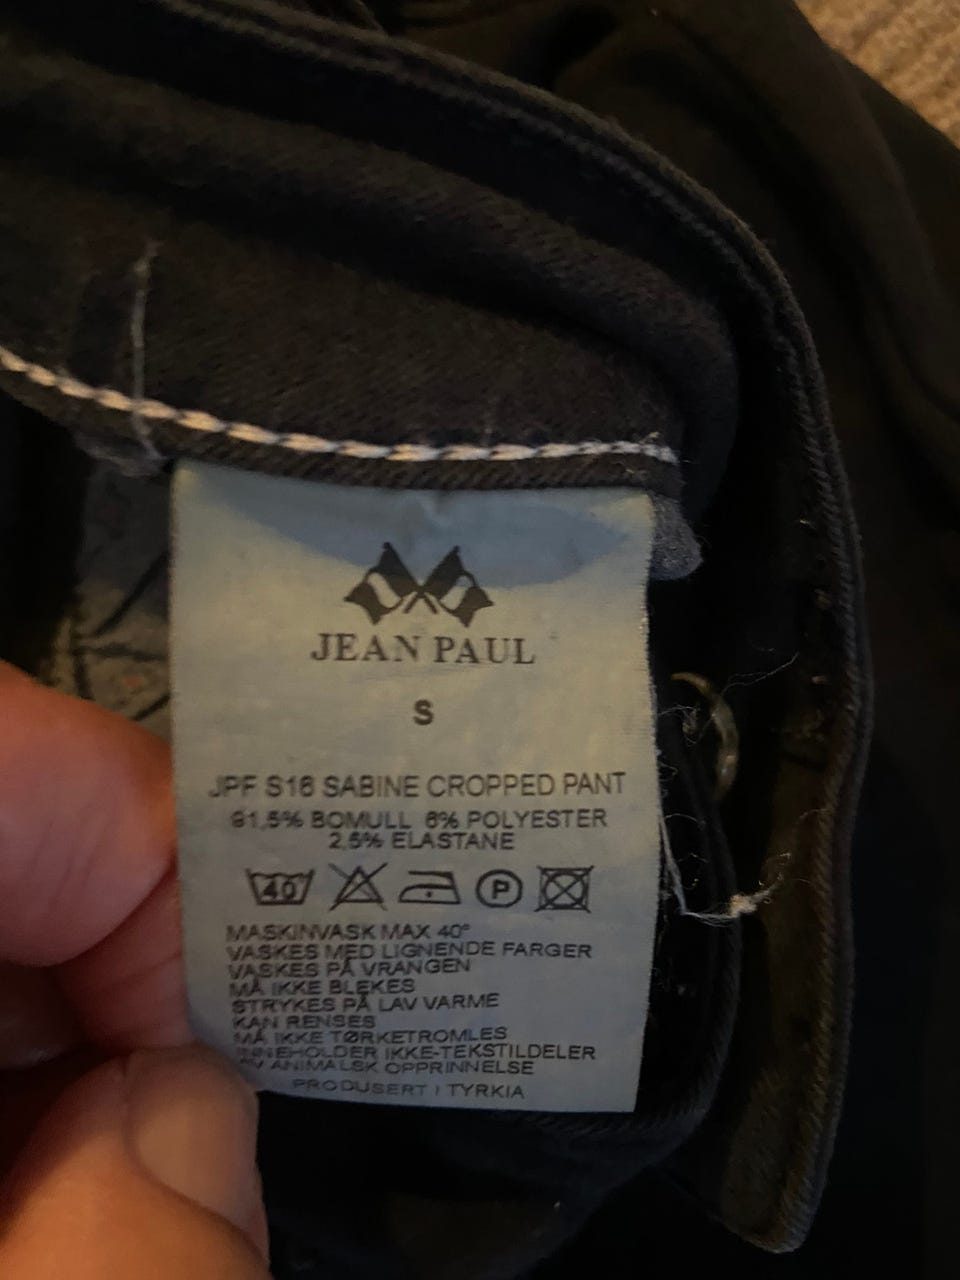 JEAN PAUL
S
JPF S16 SABINE CROPPED PANT
91,5% BOMULL 6% POLYESTER
2,5% ELASTANE
40 P
MASKINVASK MAX 40°
VASKES MED LIGNENDE FARGER
VASKES PÅ VRANGEN
MÅ IKKE BLEKES
STRYKES PÅ LAV VARME
KAN RENSES
MÅ IKKE TØRKETROMLES
INNEHOLDER IKKE-TEKSTILDELER
AV ANIMALSK OPPRINNELSE
PRODUSERT I TYRKIA